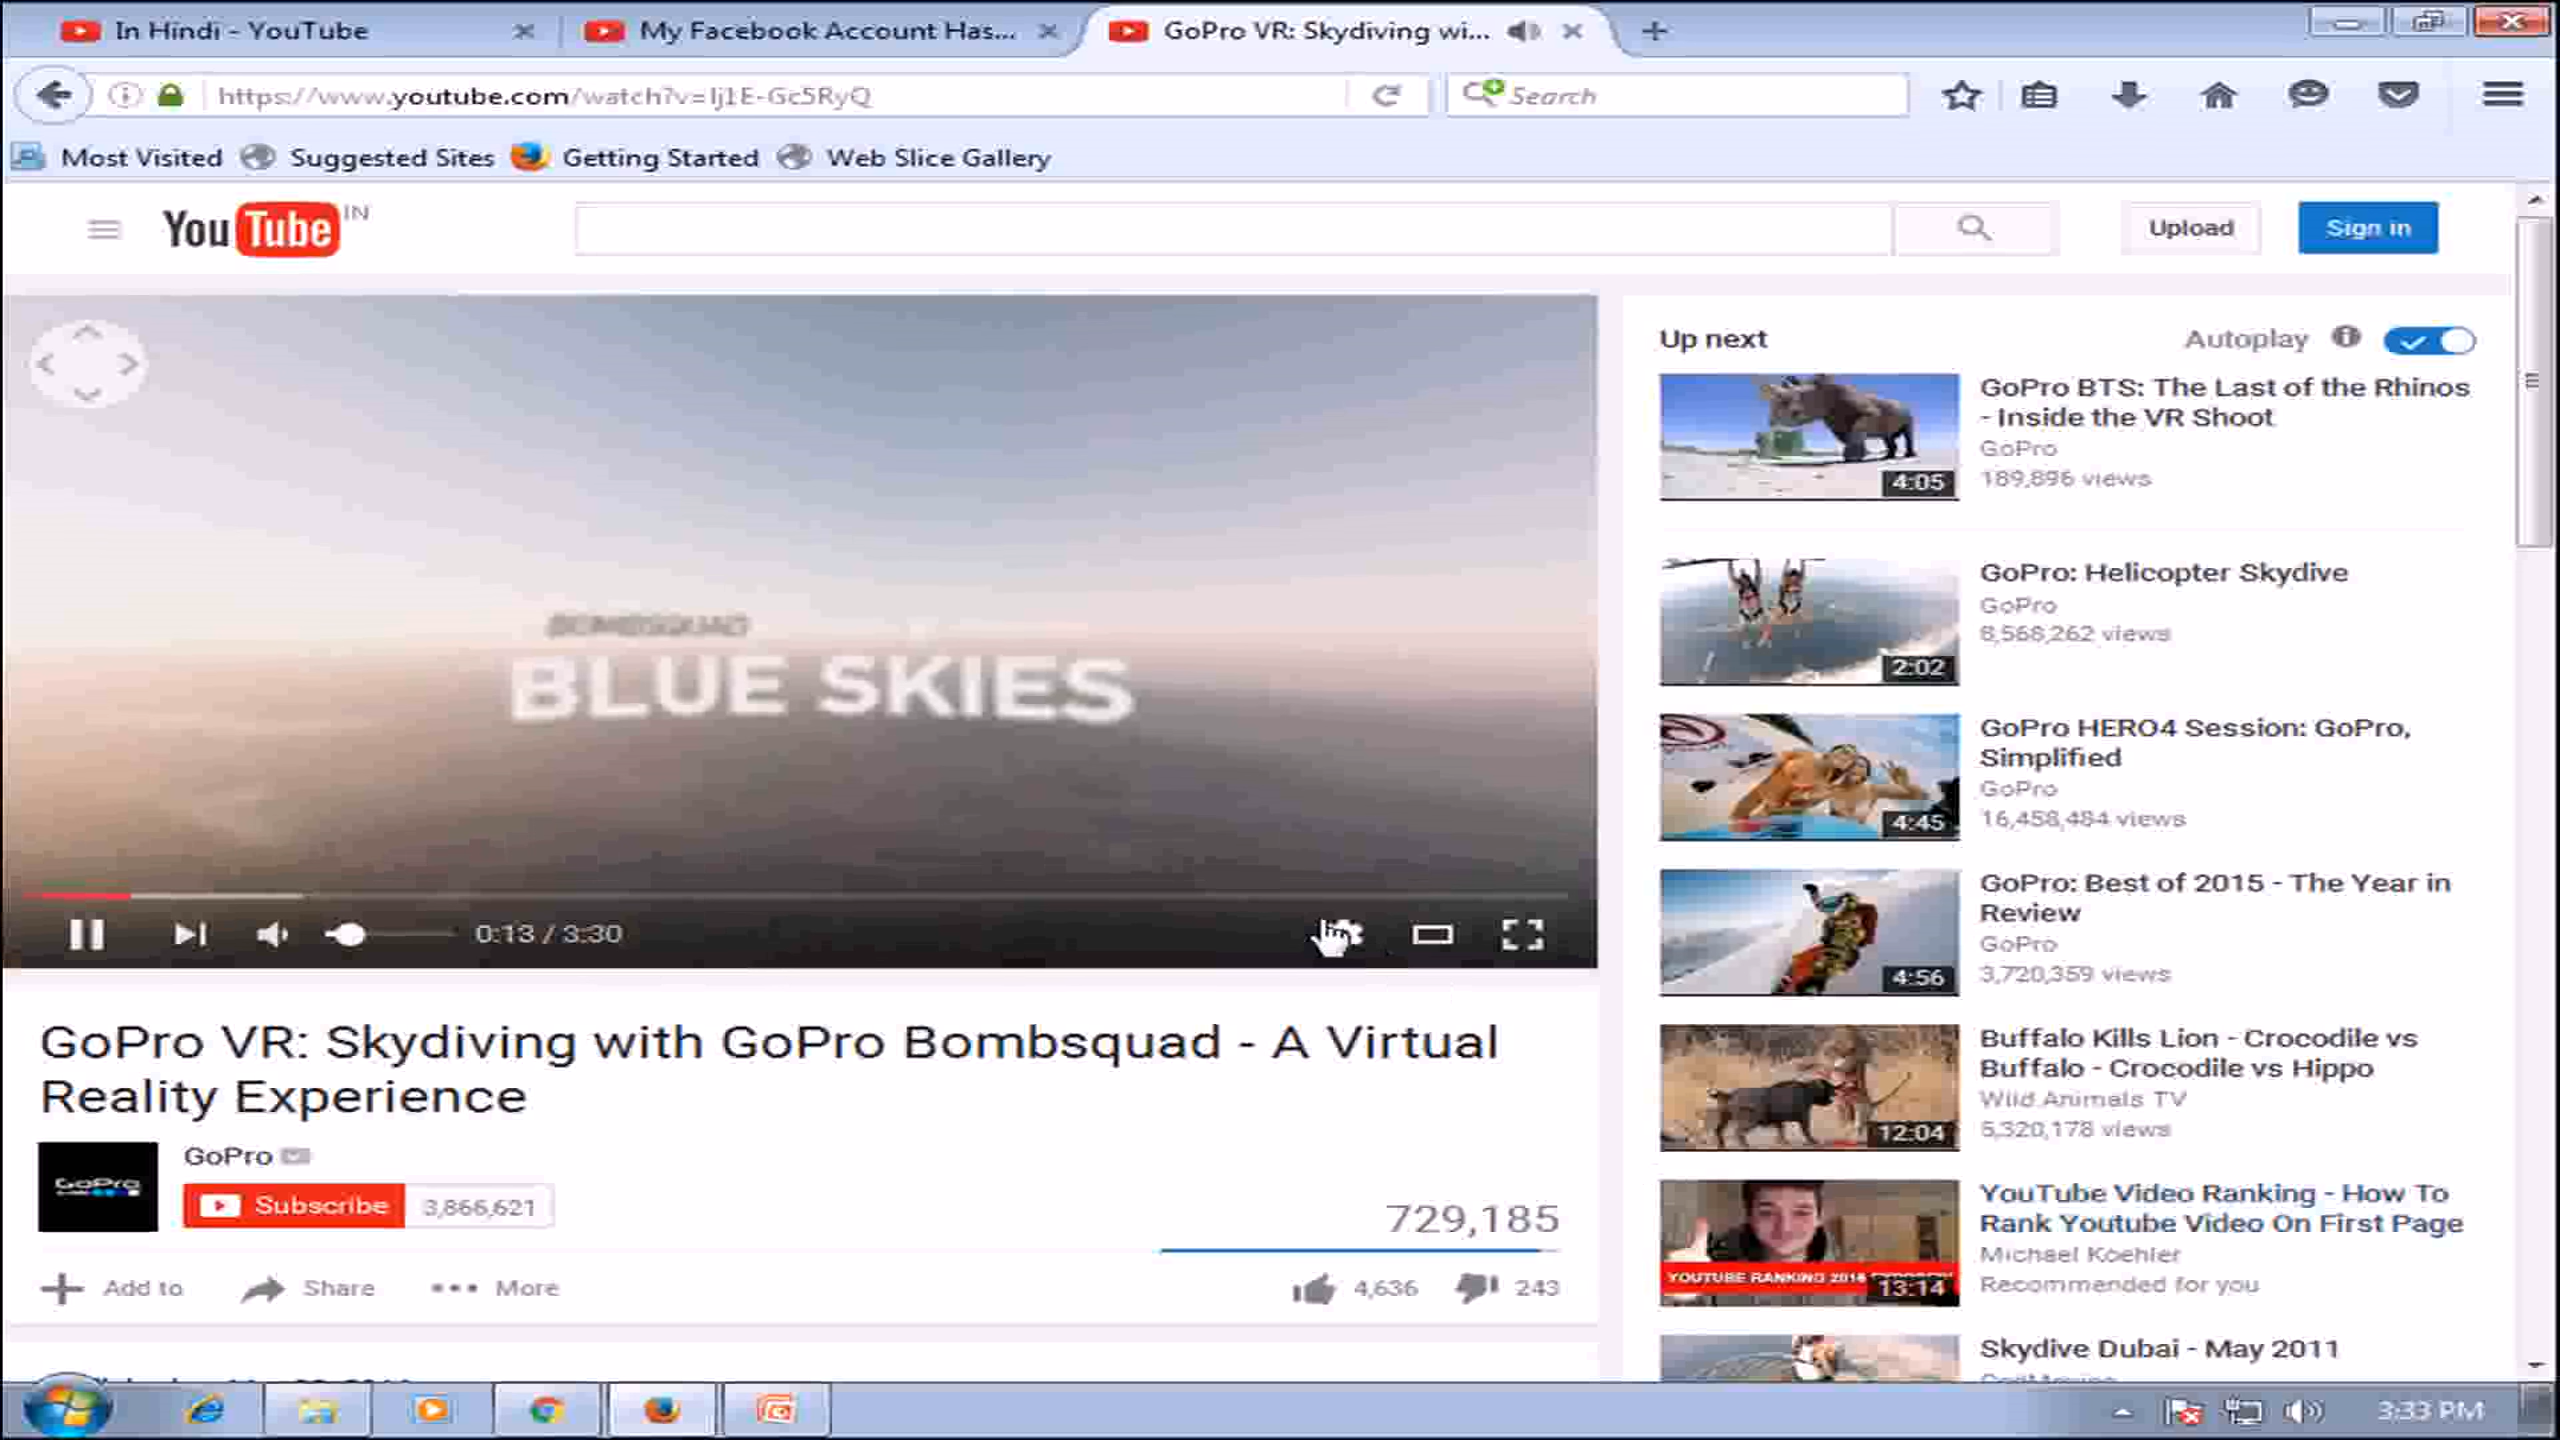 In Hindi - YouTube
My Facebook Account Has...
GoPro VR: Skydiving wi...
https://www.youtube.com/watch?v=Ij1E-Gc5RyQ
Search
Most Visited
Suggested Sites
Getting Started
Web Slice Gallery
YouTube IN
Upload
Sign in
BOMBSQUAD
BLUE SKIES
0:13 / 3:30
GoPro VR: Skydiving with GoPro Bombsquad - A Virtual
Reality Experience
GoPro
GoPro
Subscribe 3,866,621
729,185
Add to
Share
More
4,636
243
Up next
Autoplay
GoPro BTS: The Last of the Rhinos
- Inside the VR Shoot
GoPro
189,896 views
4:05
GoPro: Helicopter Skydive
GoPro
8,568,262 views
2:02
GoPro HERO4 Session: GoPro,
Simplified
GoPro
16,458,484 views
4:45
GoPro: Best of 2015 - The Year in
Review
GoPro
3,720,359 views
4:56
Buffalo Kills Lion - Crocodile vs
Buffalo - Crocodile vs Hippo
Wild Animals TV
5,320,178 views
12:04
YouTube Video Ranking - How To
Rank Youtube Video On First Page
Michael Koehler
Recommended for you
YOUTUBE RANKING 2016
13:14
Skydive Dubai - May 2011
3:33 PM